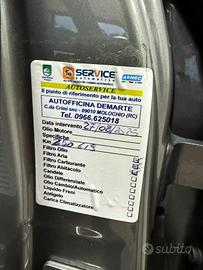 SERVICE
automotive
ARMEC
AUTOSERVICE
Il punto di riferimento per la tua auto
AUTOFFICINA DEMARTE
C.da Crimi snc - 89010 MOLOCHIO (RC)
Tel. 0966.625018
Data intervento
Olio Motore
Specifiche
Km
Filtro Olio
Filtro Aria
Filtro Carburante
Filtro Abitacolo
Candele
Olio Differenziale
Olio Cambio/Automatico
Liquido Freni
Antigelo
Carica Climatizzatore
subito